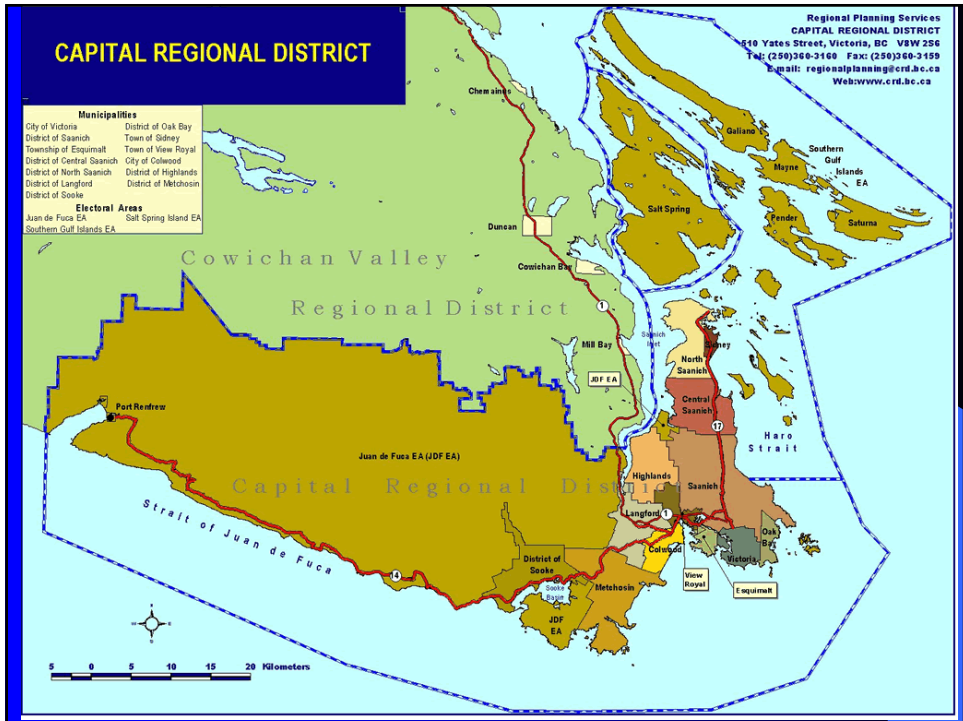 CAPITAL REGIONAL DISTRICT
Regional Planning Services
CAPITAL REGIONAL DISTRICT
510 Yates Street, Victoria, BC V8W 2S6
Tel: (250)360-3160 Fax: (250)360-3159
E.mail: regionalplanning@crd.bc.ca
Web:www.crd.bc.ca
Municipalities
City of Victoria District of Oak Bay
District of Saanich Town of Sidney
Township of Esquimalt Town of View Royal
District of Central Saanich City of Colwood
District of North Saanich District of Highlands
District of Langford District of Metchosin
District of Sooke
Electoral Areas
Juan de Fuca EA Salt Spring Island EA
Southern Gulf Islands EA
Chemainus
Galiano
Southern
Gulf
Islands
EA
Mayne
Salt Spring
Pender
Saturna
Duncan
Cowichan Valley
Cowichan Bay
Regional District
1
Saanich
Inlet
Mill Bay
Sidney
North
Saanich
JDF EA
Central
Saanich
Port Renfrew
17
Haro
Strait
Juan de Fuca EA (JDF EA)
Highlands
Saanich
Capital Regional District
Langford
1
Strait of Juan de Fuca
Oak
Bay
Victoria
Colwood
District of
Sooke
14
View
Royal
Esquimalt
Sooke
Basin
Metchosin
JDF
EA
N
W
E
S
5 0 5 10 15 20 Kilometers